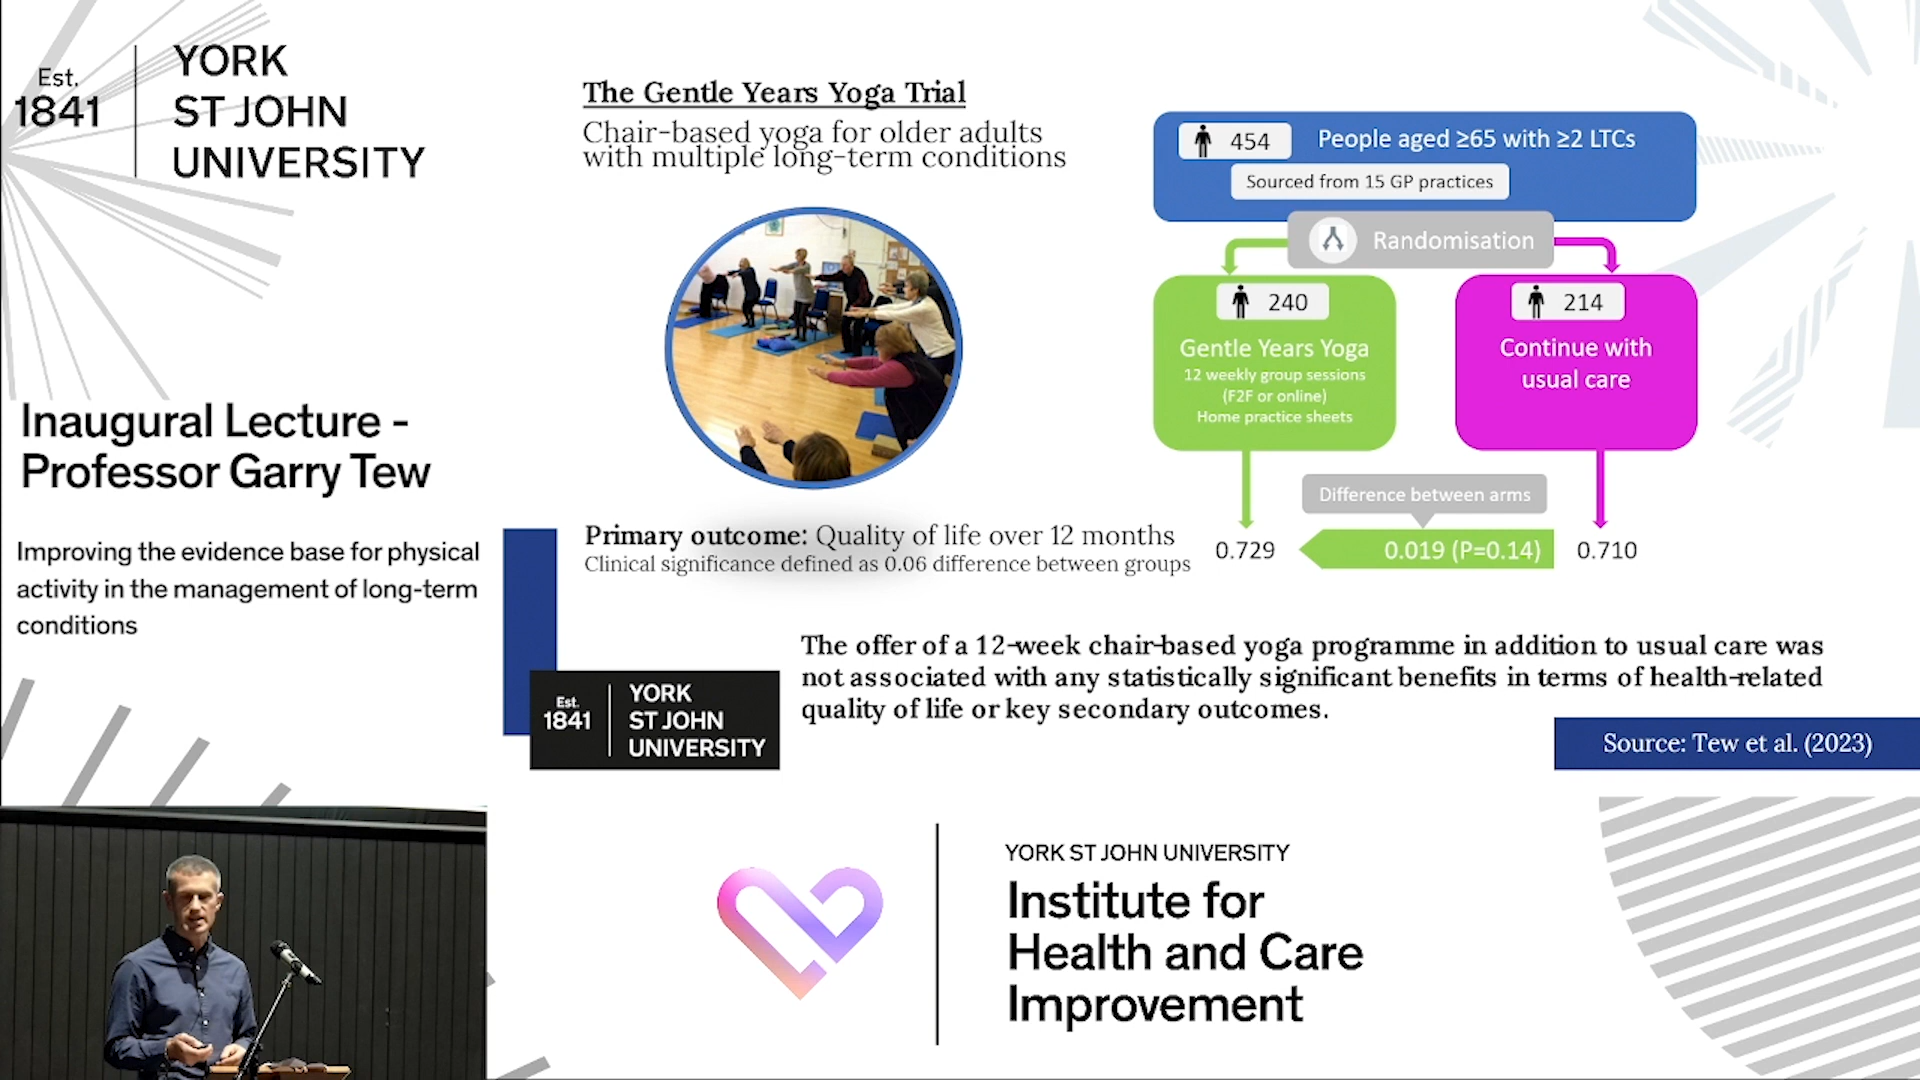 Est.
1841
YORK
ST JOHN
UNIVERSITY
Inaugural Lecture -
Professor Garry Tew
Improving the evidence base for physical
activity in the management of long-term
conditions
The Gentle Years Yoga Trial
Chair-based yoga for older adults
with multiple long-term conditions
454
People aged ≥65 with ≥2 LTCs
Sourced from 15 GP practices
Randomisation
240
Gentle Years Yoga
12 weekly group sessions
(F2F or online)
Home practice sheets
214
Continue with
usual care
Difference between arms
Primary outcome: Quality of life over 12 months
Clinical significance defined as 0.06 difference between groups
0.729
0.019 (P=0.14)
0.710
The offer of a 12-week chair-based yoga programme in addition to usual care was
not associated with any statistically significant benefits in terms of health-related
quality of life or key secondary outcomes.
Est.
1841
YORK
ST JOHN
UNIVERSITY
Source: Tew et al. (2023)
YORK ST JOHN UNIVERSITY
Institute for
Health and Care
Improvement